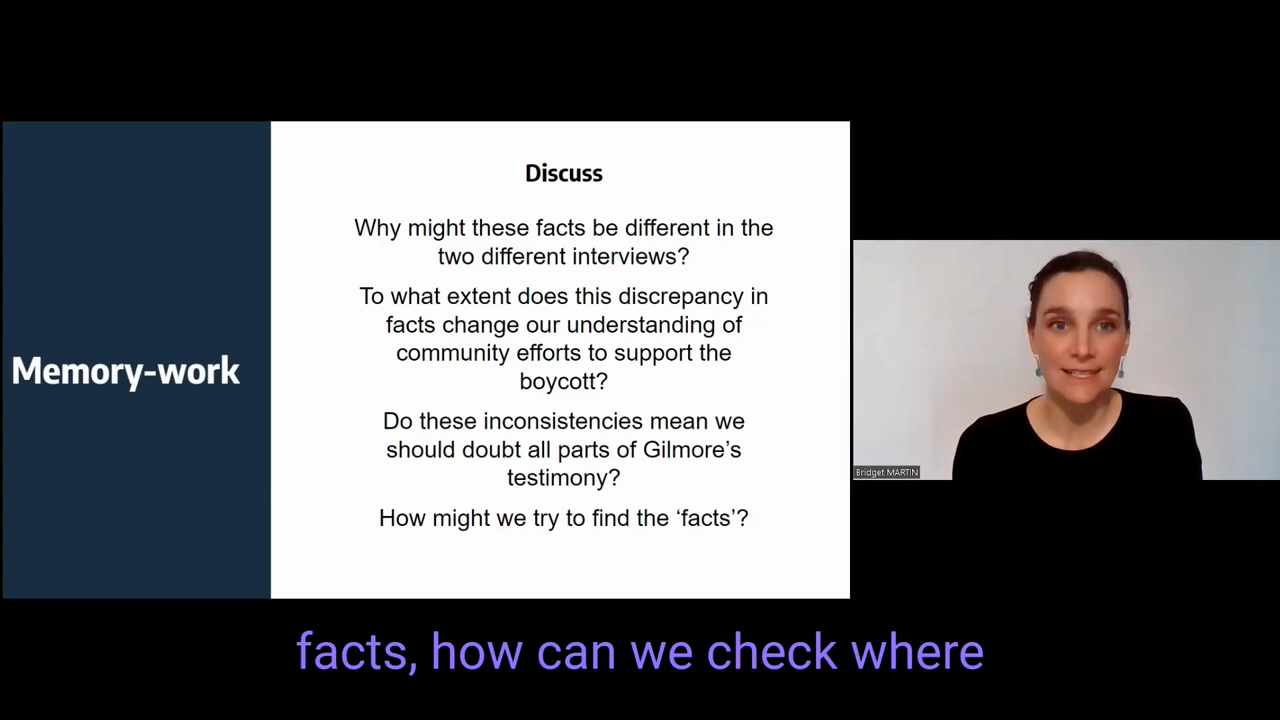 Memory-work
Discuss
Why might these facts be different in the
two different interviews?
To what extent does this discrepancy in
facts change our understanding of
community efforts to support the
boycott?
Do these inconsistencies mean we
should doubt all parts of Gilmore’s
testimony?
How might we try to find the ‘facts’?
Bridget MARTIN
facts, how can we check where